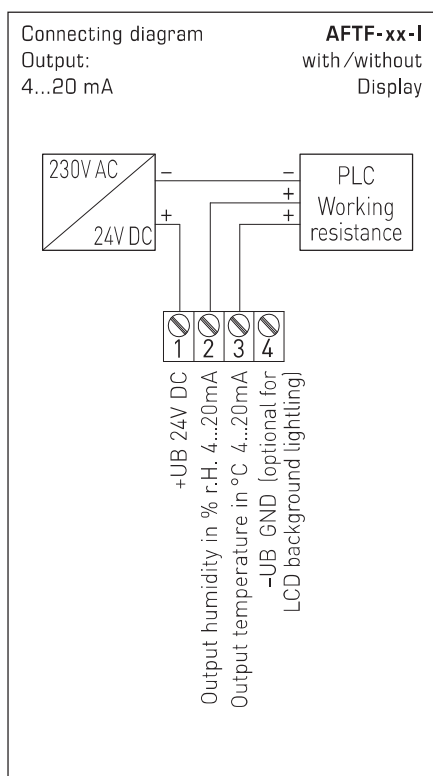 Connecting diagram
Output:
4...20 mA
AFTF-xx-I
with/without
Display
230V AC
24V DC
−
+
−
+
+
PLC
Working
resistance
1
2
3
4
+UB 24V DC
Output humidity in % r.H. 4...20mA
Output temperature in °C 4...20mA
-UB GND (optional for
LCD background lightling)